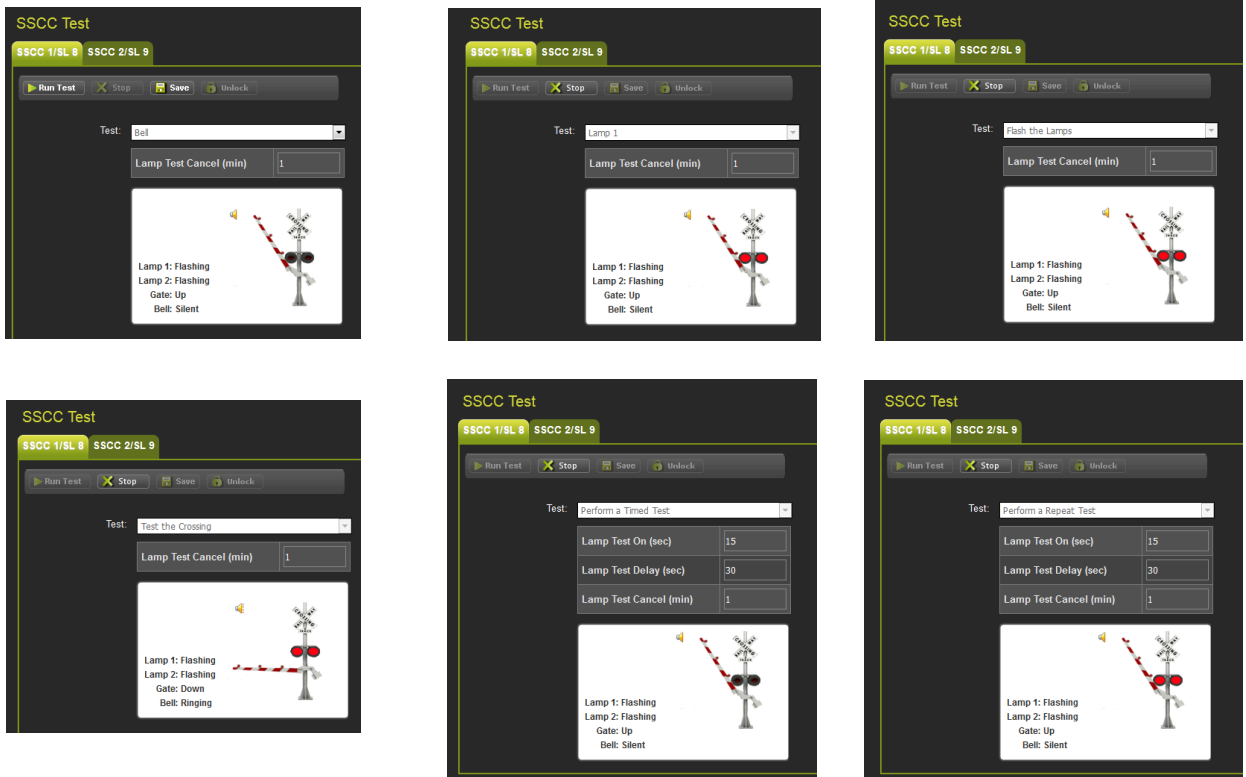 SSCC Test
SSCC 1/SL 8 SSCC 2/SL 9
Run Test Stop Save Unlock
Test: Bell
Lamp Test Cancel (min) 1
CROSSING
RAILROAD
WAY
TRACK
Lamp 1: Flashing
Lamp 2: Flashing
Gate: Up
Bell: Silent
SSCC Test
SSCC 1/SL 8 SSCC 2/SL 9
Run Test Stop Save Unlock
Test: Lamp 1
Lamp Test Cancel (min) 1
Lamp 1: Flashing
Lamp 2: Flashing
Gate: Up
Bell: Silent
SSCC Test
SSCC 1/SL 8 SSCC 2/SL 9
Run Test Stop Save Unlock
Test: Flash the Lamps
Lamp Test Cancel (min) 1
Lamp 1: Flashing
Lamp 2: Flashing
Gate: Up
Bell: Silent
SSCC Test
SSCC 1/SL 8 SSCC 2/SL 9
Run Test Stop Save Unlock
Test: Test the Crossing
Lamp Test Cancel (min) 1
Lamp 1: Flashing
Lamp 2: Flashing
Gate: Down
Bell: Ringing
SSCC Test
SSCC 1/SL 8 SSCC 2/SL 9
Run Test Stop Save Unlock
Test: Perform a Timed Test
Lamp Test On (sec) 15
Lamp Test Delay (sec) 30
Lamp Test Cancel (min) 1
Lamp 1: Flashing
Lamp 2: Flashing
Gate: Up
Bell: Silent
SSCC Test
SSCC 1/SL 8 SSCC 2/SL 9
Run Test Stop Save Unlock
Test: Perform a Repeat Test
Lamp Test On (sec) 15
Lamp Test Delay (sec) 30
Lamp Test Cancel (min) 1
Lamp 1: Flashing
Lamp 2: Flashing
Gate: Up
Bell: Silent